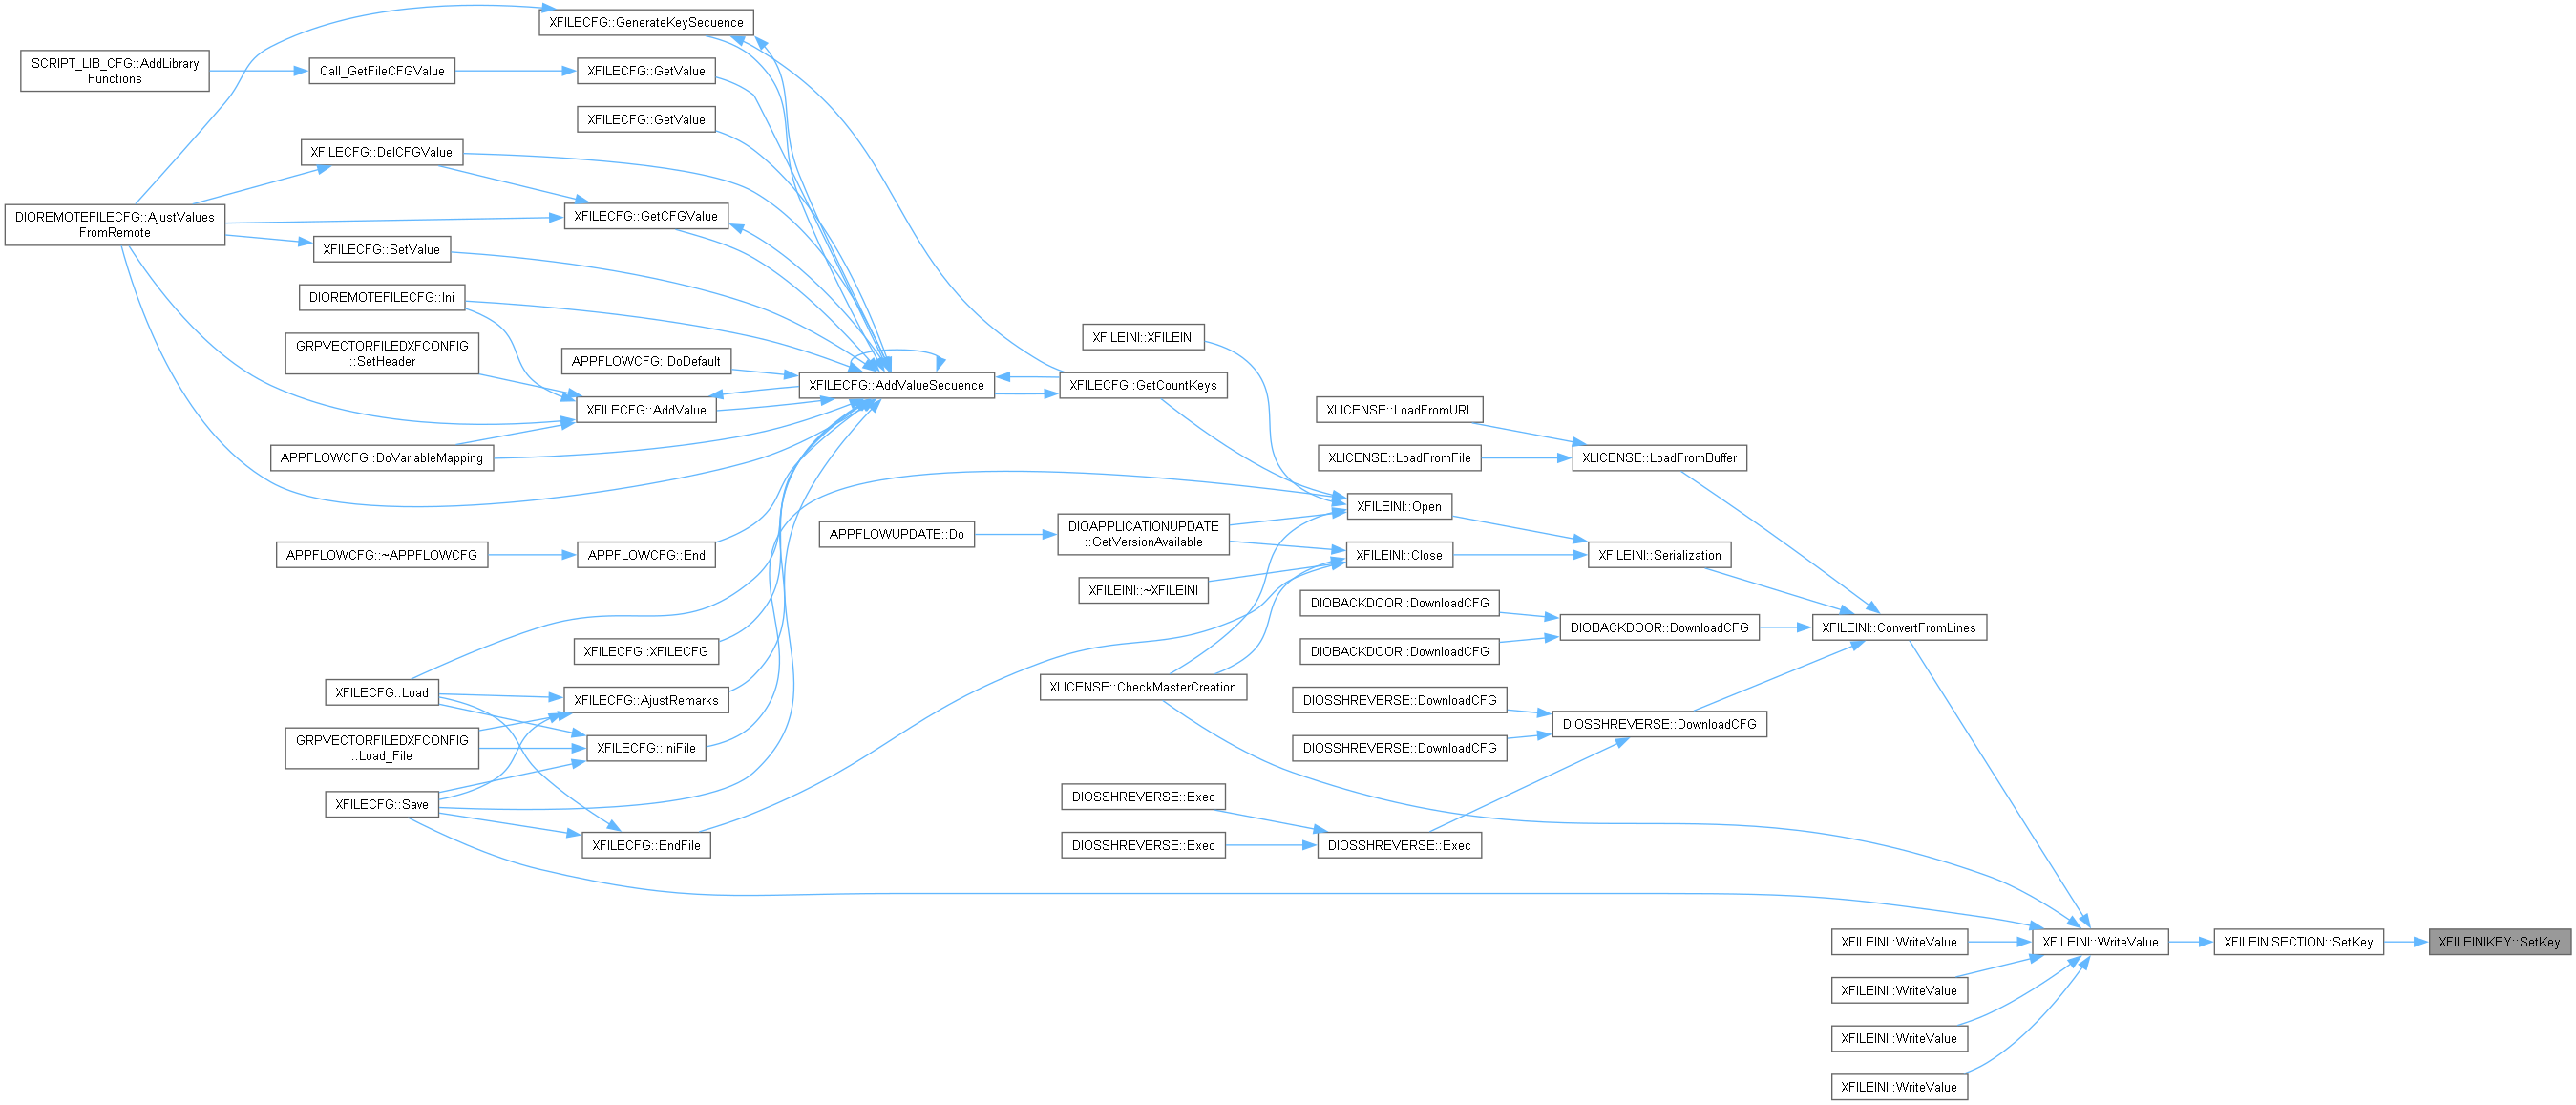 XFILECFG::GenerateKeySecuence
SCRIPT_LIB_CFG::AddLibrary
Functions
Call_GetFileCFGValue
XFILECFG::GetValue
XFILECFG::GetValue
XFILECFG::DelCFGValue
DIOREMOTEFILECFG::AjustValues
FromRemote
XFILECFG::GetCFGValue
XFILECFG::SetValue
DIOREMOTEFILECFG::Ini
GRPVECTORFILEDXFCONFIG
::SetHeader
APPFLOWCFG::DoDefault
XFILECFG::AddValueSecuence
XFILECFG::AddValue
APPFLOWCFG::DoVariableMapping
XFILEINI::XFILEINI
XFILECFG::GetCountKeys
XLICENSE::LoadFromURL
XLICENSE::LoadFromFile
XLICENSE::LoadFromBuffer
XFILEINI::Open
APPFLOWUPDATE::Do
DIOAPPLICATIONUPDATE
::GetVersionAvailable
APPFLOWCFG::~APPFLOWCFG
APPFLOWCFG::End
XFILEINI::Close
XFILEINI::Serialization
XFILEINI::~XFILEINI
DIOBACKDOOR::DownloadCFG
DIOBACKDOOR::DownloadCFG
DIOBACKDOOR::DownloadCFG
XFILEINI::ConvertFromLines
XFILECFG::XFILECFG
XFILECFG::Load
XFILECFG::AjustRemarks
XLICENSE::CheckMasterCreation
DIOSSHREVERSE::DownloadCFG
DIOSSHREVERSE::DownloadCFG
DIOSSHREVERSE::DownloadCFG
GRPVECTORFILEDXFCONFIG
::Load_File
XFILECFG::IniFile
XFILECFG::Save
XFILECFG::EndFile
DIOSSHREVERSE::Exec
DIOSSHREVERSE::Exec
DIOSSHREVERSE::Exec
XFILEINI::WriteValue
XFILEINI::WriteValue
XFILEINISECTION::SetKey
XFILEINIKEY::SetKey
XFILEINI::WriteValue
XFILEINI::WriteValue
XFILEINI::WriteValue